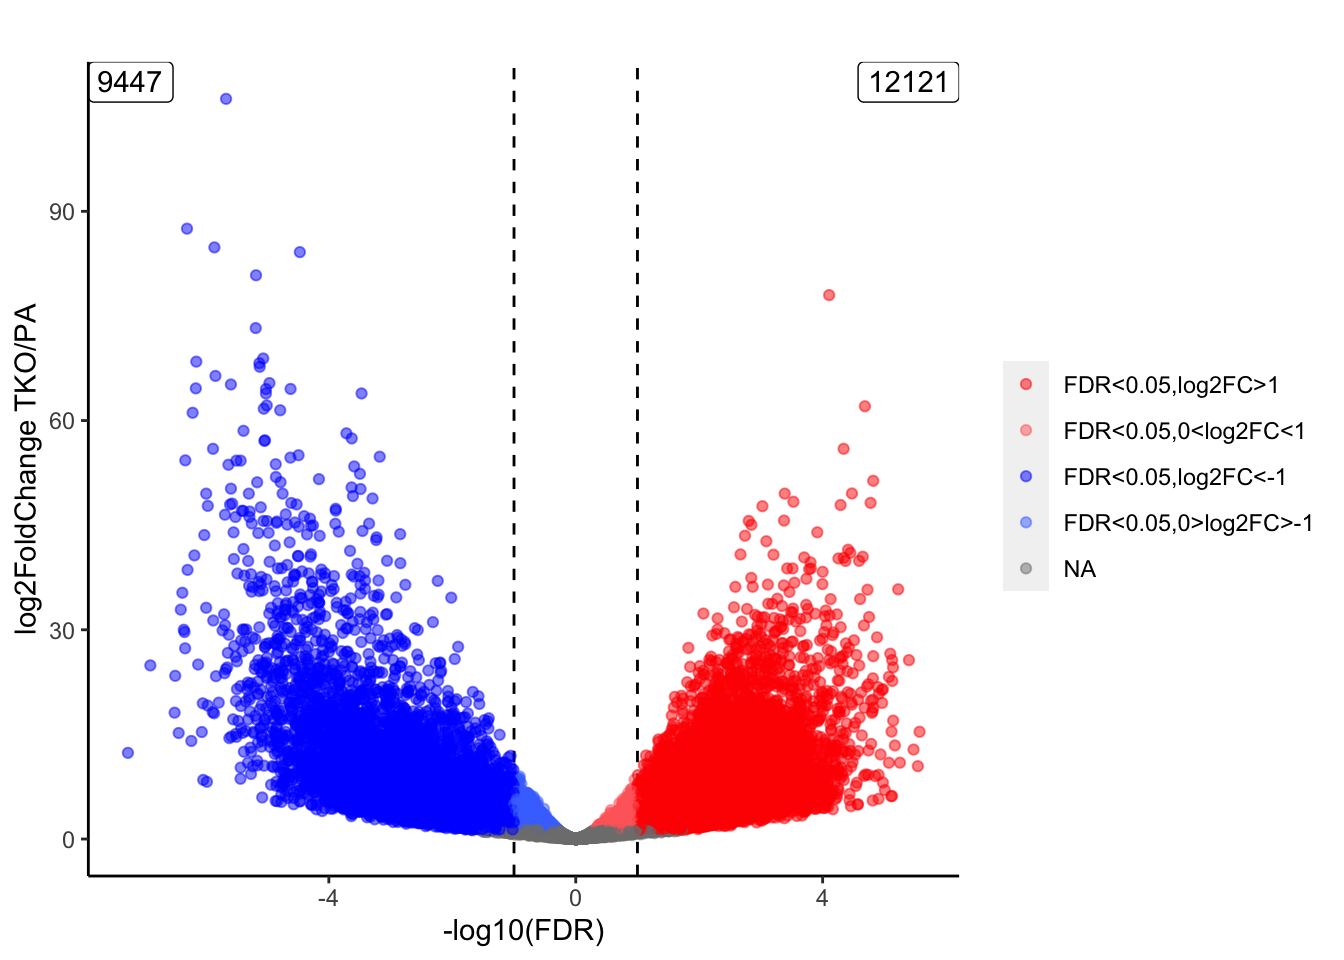 9447
12121
log2FoldChange TKO/PA
90
60
30
0
-4
0
4
-log10(FDR)
FDR<0.05,log2FC>1
FDR<0.05,0<log2FC<1
FDR<0.05,log2FC<-1
FDR<0.05,0>log2FC>-1
NA